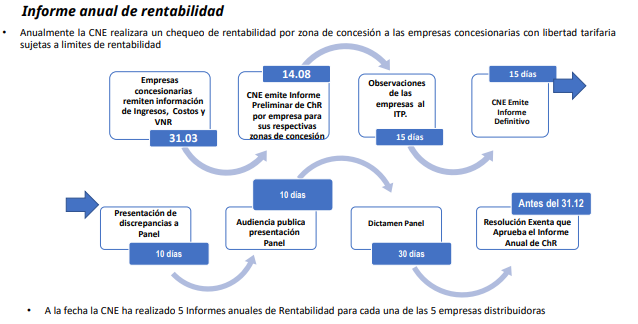 Informe anual de rentabilidad
• Anualmente la CNE realizara un chequeo de rentabilidad por zona de concesión a las empresas concesionarias con libertad tarifaria
sujetas a limites de rentabilidad
Empresas
concesionarias
remiten información
de Ingresos, Costos y
VNR
31.03
14.08
CNE emite Informe
Preliminar de ChR
por empresa para
sus respectivas
zonas de concesión
Observaciones
de las
empresas al
ITP.
15 días
15 días
CNE Emite
Informe
Definitivo
Presentación de
discrepancias a
Panel
10 días
10 días
Audiencia publica
presentación
Panel
Dictamen Panel
30 días
Antes del 31.12
Resolución Exenta que
Aprueba el Informe
Anual de ChR
• A la fecha la CNE ha realizado 5 Informes anuales de Rentabilidad para cada una de las 5 empresas distribuidoras